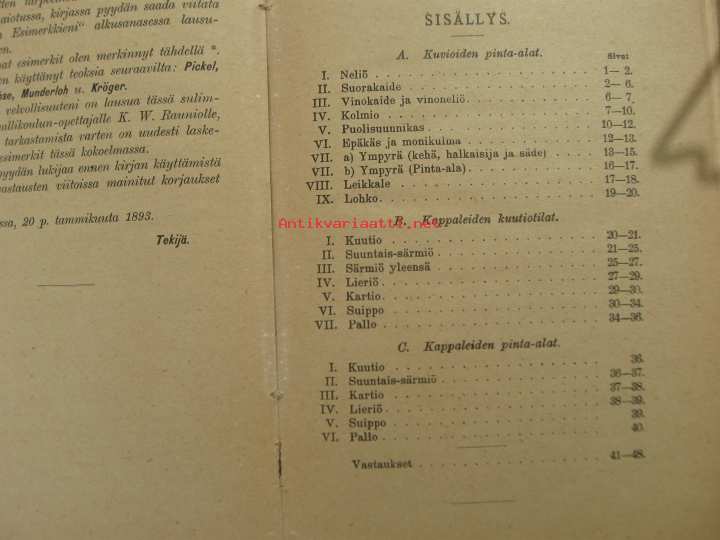 aiotussa, kirjassa pyydän saada viitata
Esimerkkieni" alkusanasessa lausu-
en.
at esimerkit olen merkinnyt tähdellä *.
en käyttänyt teoksia seuraavilta: Pickel,
Munderloh u. Kröger.
velvollisuuteni on lausua tässä sulim-
allikoulun-opettajalle K. W. Rauniolle,
tarkastamista varten on uudesti laske-
esimerkit tässä kokoelmassa.
pyydän lukijaa ennen kirjan käyttämistä
vastausten viitoissa mainitut korjaukset
ssa, 20 p. tammikuuta 1893.
Tekijä.
SISÄLLYS.
A. Kuvioiden pinta-alat.
Sivu:
I. Neliö 1—2.
II. Suorakaide 2—6.
III. Vinokaide ja vinoneliö 6—7.
IV. Kolmio 7—10.
V. Puolisuunnikas 10—12.
VI. Epäkäs ja monikulma 12—13.
VII. a) Ympyrä (kehä, halkaisija ja säde) 13—15.
VII. b) Ympyrä (Pinta-ala) 16—17.
VIII. Leikkale 17—18.
IX. Lohko 19—20.
Antikvariaatti.net
B. Kappaleiden kuutiotilat.
I. Kuutio 20—21.
II. Suuntais-särmiö 21—25.
III. Särmiö yleensä 25—27.
IV. Lieriö 27—29.
V. Kartio 29—30.
VI. Suippo 30—34.
VII. Pallo 34—36.
C. Kappaleiden pinta-alat.
I. Kuutio 36.
II. Suuntais-särmiö 36—37.
III. Kartio 37—38.
IV. Lieriö 38—39.
V. Suippo 39.
VI. Pallo 40.
Vastaukset 41—48.